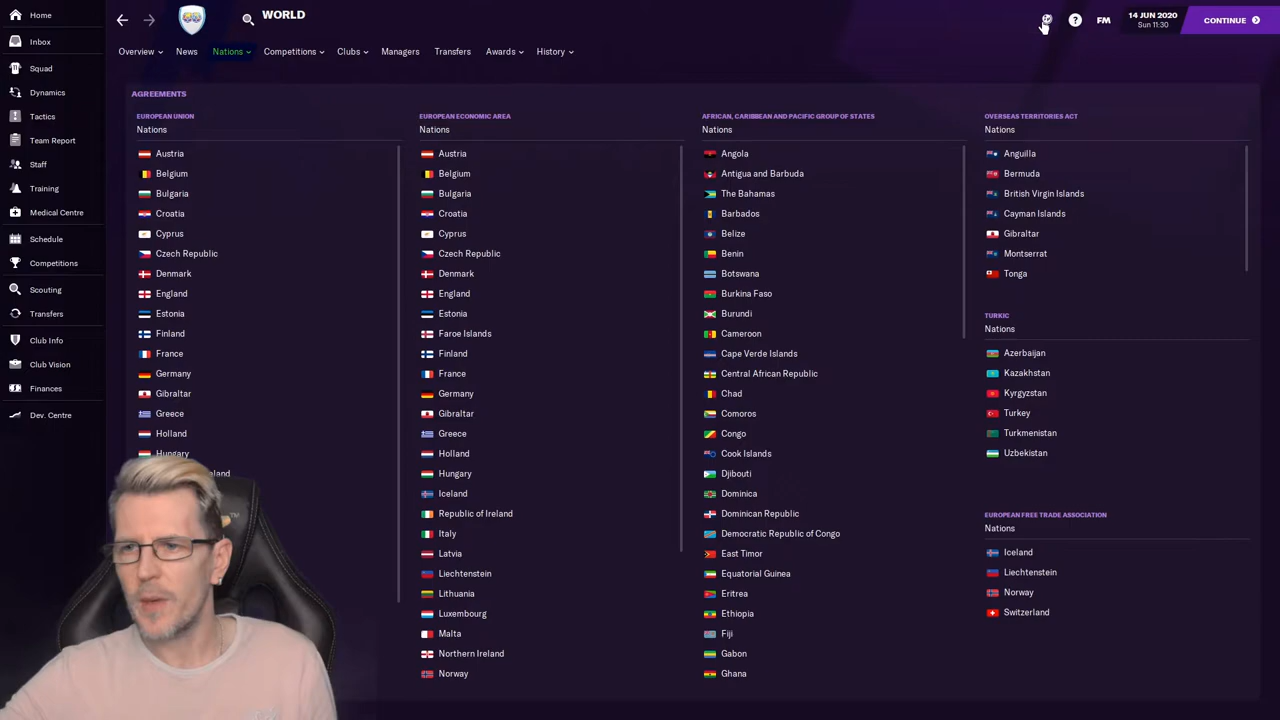 Home
Inbox
Squad
Dynamics
Tactics
Team Report
Staff
Training
Medical Centre
Schedule
Competitions
Scouting
Transfers
Club Info
Club Vision
Finances
Dev. Centre
WORLD
?
FM
14 JUN 2020
Sun 11:30
CONTINUE
Overview
News
Nations
Competitions
Clubs
Managers
Transfers
Awards
History
AGREEMENTS
EUROPEAN UNION
Nations
Austria
Belgium
Bulgaria
Croatia
Cyprus
Czech Republic
Denmark
England
Estonia
Finland
France
Germany
Gibraltar
Greece
Holland
Hungary
EUROPEAN ECONOMIC AREA
Nations
Austria
Belgium
Bulgaria
Croatia
Cyprus
Czech Republic
Denmark
England
Estonia
Faroe Islands
Finland
France
Germany
Gibraltar
Greece
Holland
Hungary
Iceland
Republic of Ireland
Italy
Latvia
Liechtenstein
Lithuania
Luxembourg
Malta
Northern Ireland
Norway
AFRICAN, CARIBBEAN AND PACIFIC GROUP OF STATES
Nations
Angola
Antigua and Barbuda
The Bahamas
Barbados
Belize
Benin
Botswana
Burkina Faso
Burundi
Cameroon
Cape Verde Islands
Central African Republic
Chad
Comoros
Congo
Cook Islands
Djibouti
Dominica
Dominican Republic
Democratic Republic of Congo
East Timor
Equatorial Guinea
Eritrea
Ethiopia
Fiji
Gabon
Ghana
OVERSEAS TERRITORIES ACT
Nations
Anguilla
Bermuda
British Virgin Islands
Cayman Islands
Gibraltar
Montserrat
Tonga
TURKIC
Nations
Azerbaijan
Kazakhstan
Kyrgyzstan
Turkey
Turkmenistan
Uzbekistan
EUROPEAN FREE TRADE ASSOCIATION
Nations
Iceland
Liechtenstein
Norway
Switzerland